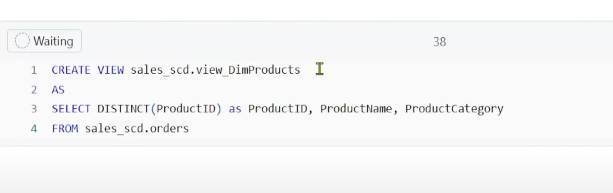 Waiting
38
1 CREATE VIEW sales_scd.view_DimProducts
2 AS
3 SELECT DISTINCT(ProductID) as ProductID, ProductName, ProductCategory
4 FROM sales_scd.orders